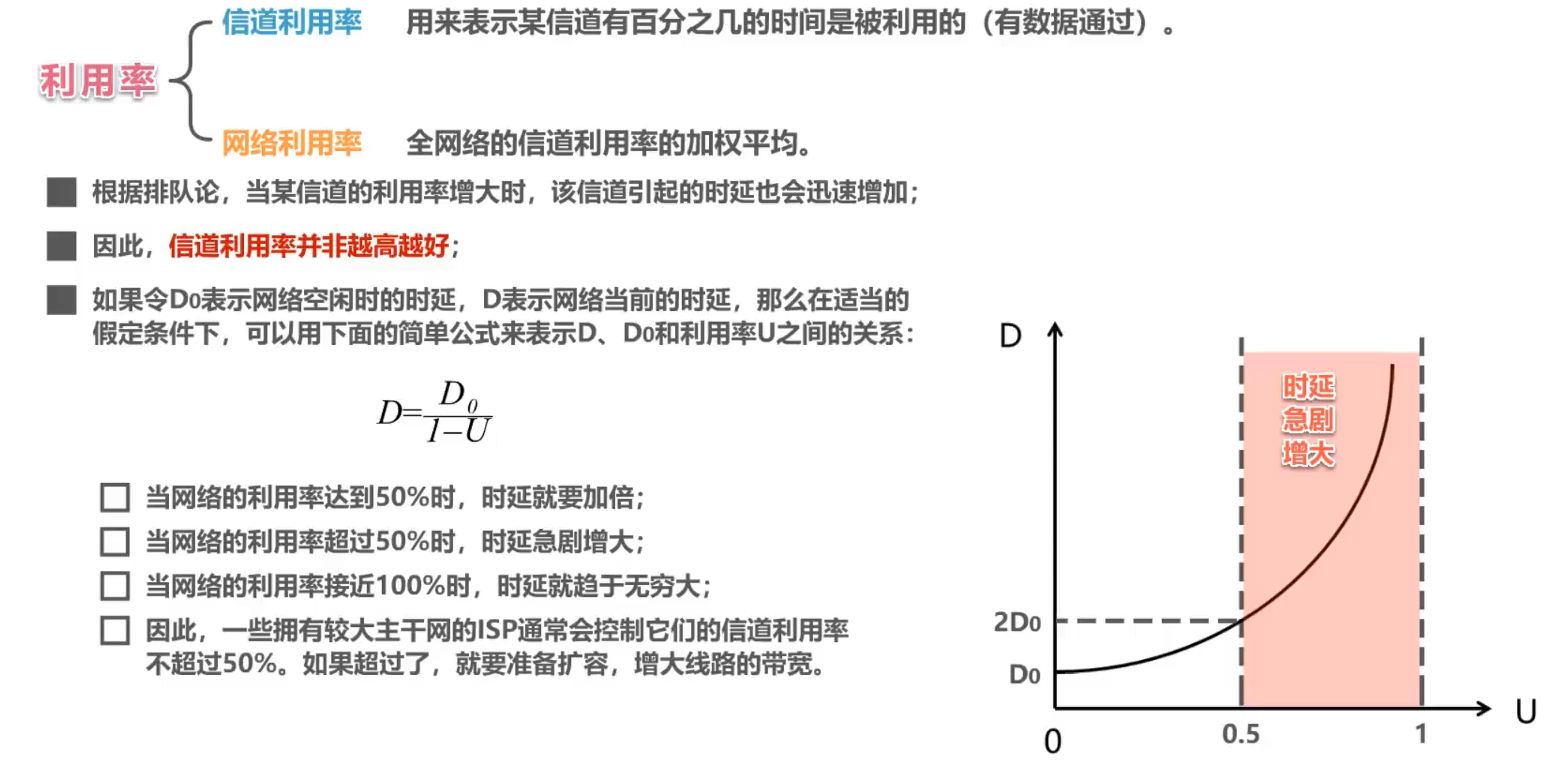 利用率
信道利用率 用来表示某信道有百分之几的时间是被利用的（有数据通过）。
网络利用率 全网络的信道利用率的加权平均。
根据排队论，当某信道的利用率增大时，该信道引起的时延也会迅速增加；
因此，信道利用率并非越高越好；
如果令D0表示网络空闲时的时延，D表示网络当前的时延，那么在适当的
假定条件下，可以用下面的简单公式来表示D、D0和利用率U之间的关系：
D=D0/(1-U)
当网络的利用率达到50%时，时延就要加倍；
当网络的利用率超过50%时，时延急剧增大；
当网络的利用率接近100%时，时延就趋于无穷大；
因此，一些拥有较大主干网的ISP通常会控制它们的信道利用率
不超过50%。如果超过了，就要准备扩容，增大线路的带宽。
D
时延
急剧
增大
2D0
D0
0
0.5
1
U